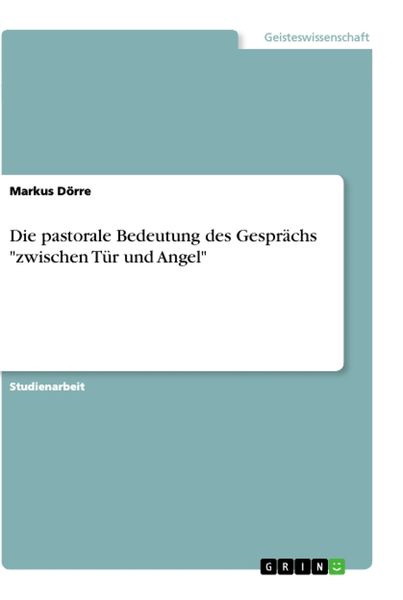 Geisteswissenschaft
Markus Dörre
Die pastorale Bedeutung des Gesprächs
"zwischen Tür und Angel"
Studienarbeit
GRIN